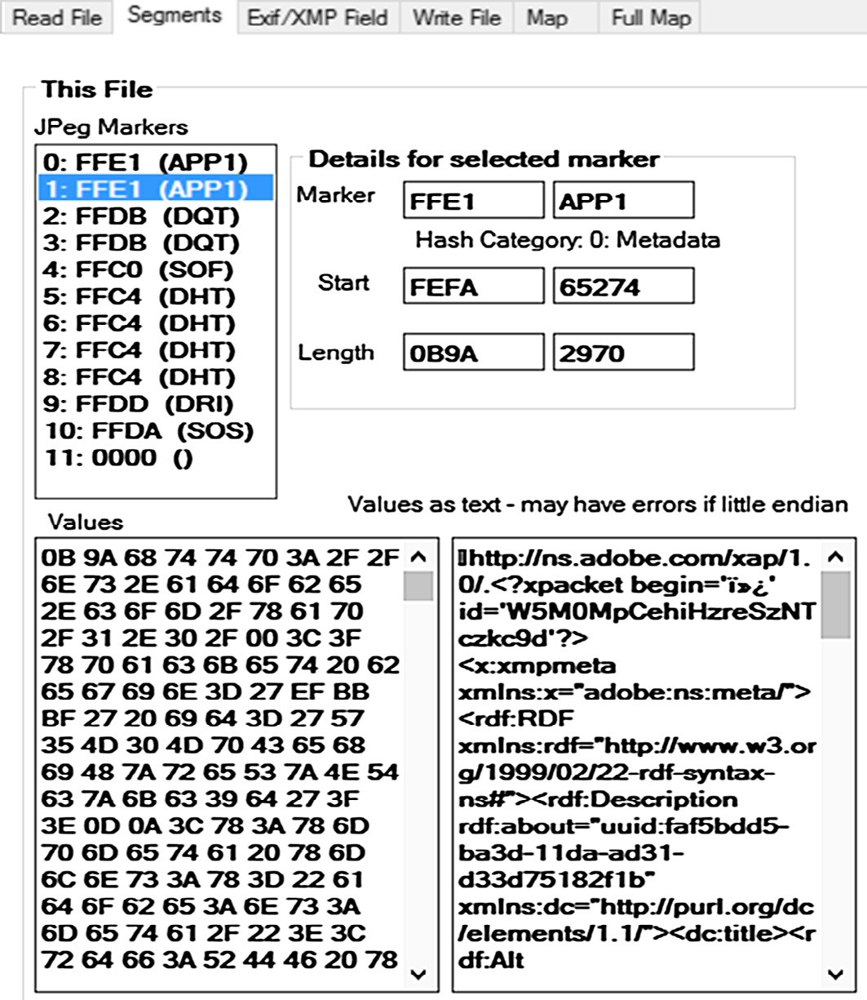 Read File Segments Exif/XMP Field Write File Map Full Map
This File
JPeg Markers
0: FFE1 (APP1)
1: FFE1 (APP1)
2: FFDB (DQT)
3: FFDB (DQT)
4: FFC0 (SOF)
5: FFC4 (DHT)
6: FFC4 (DHT)
7: FFC4 (DHT)
8: FFC4 (DHT)
9: FFDD (DRI)
10: FFDA (SOS)
11: 0000 ()
Details for selected marker
Marker FFE1 APP1
Hash Category: 0: Metadata
Start FEFA 65274
Length 0B9A 2970
Values
0B 9A 68 74 74 70 3A 2F 2F
6E 73 2E 61 64 6F 62 65
2E 63 6F 6D 2F 78 61 70
2F 31 2E 30 2F 00 3C 3F
78 70 61 63 6B 65 74 20 62
65 67 69 6E 3D 27 EF BB
BF 27 20 69 64 3D 27 57
35 4D 30 4D 70 43 65 68
69 48 7A 72 65 53 7A 4E 54
63 7A 6B 63 39 64 27 3F
3E 0D 0A 3C 78 3A 78 6D
70 6D 65 74 61 20 78 6D
6C 6E 73 3A 78 3D 22 61
64 6F 62 65 3A 6E 73 3A
6D 65 74 61 2F 22 3E 3C
72 64 66 3A 52 44 46 20 78
Values as text - may have errors if little endian
▯http://ns.adobe.com/xap/1.
0/.<?xpacket begin='ï»¿'
id='W5M0MpCehiHzreSzNT
czkc9d'?>
<x:xmpmeta
xmlns:x="adobe:ns:meta/">
<rdf:RDF
xmlns:rdf="http://www.w3.or
g/1999/02/22-rdf-syntax-
ns#"><rdf:Description
rdf:about="uuid:faf5bdd5-
ba3d-11da-ad31-
d33d75182f1b"
xmlns:dc="http://purl.org/dc
/elements/1.1/"><dc:title><r
df:Alt